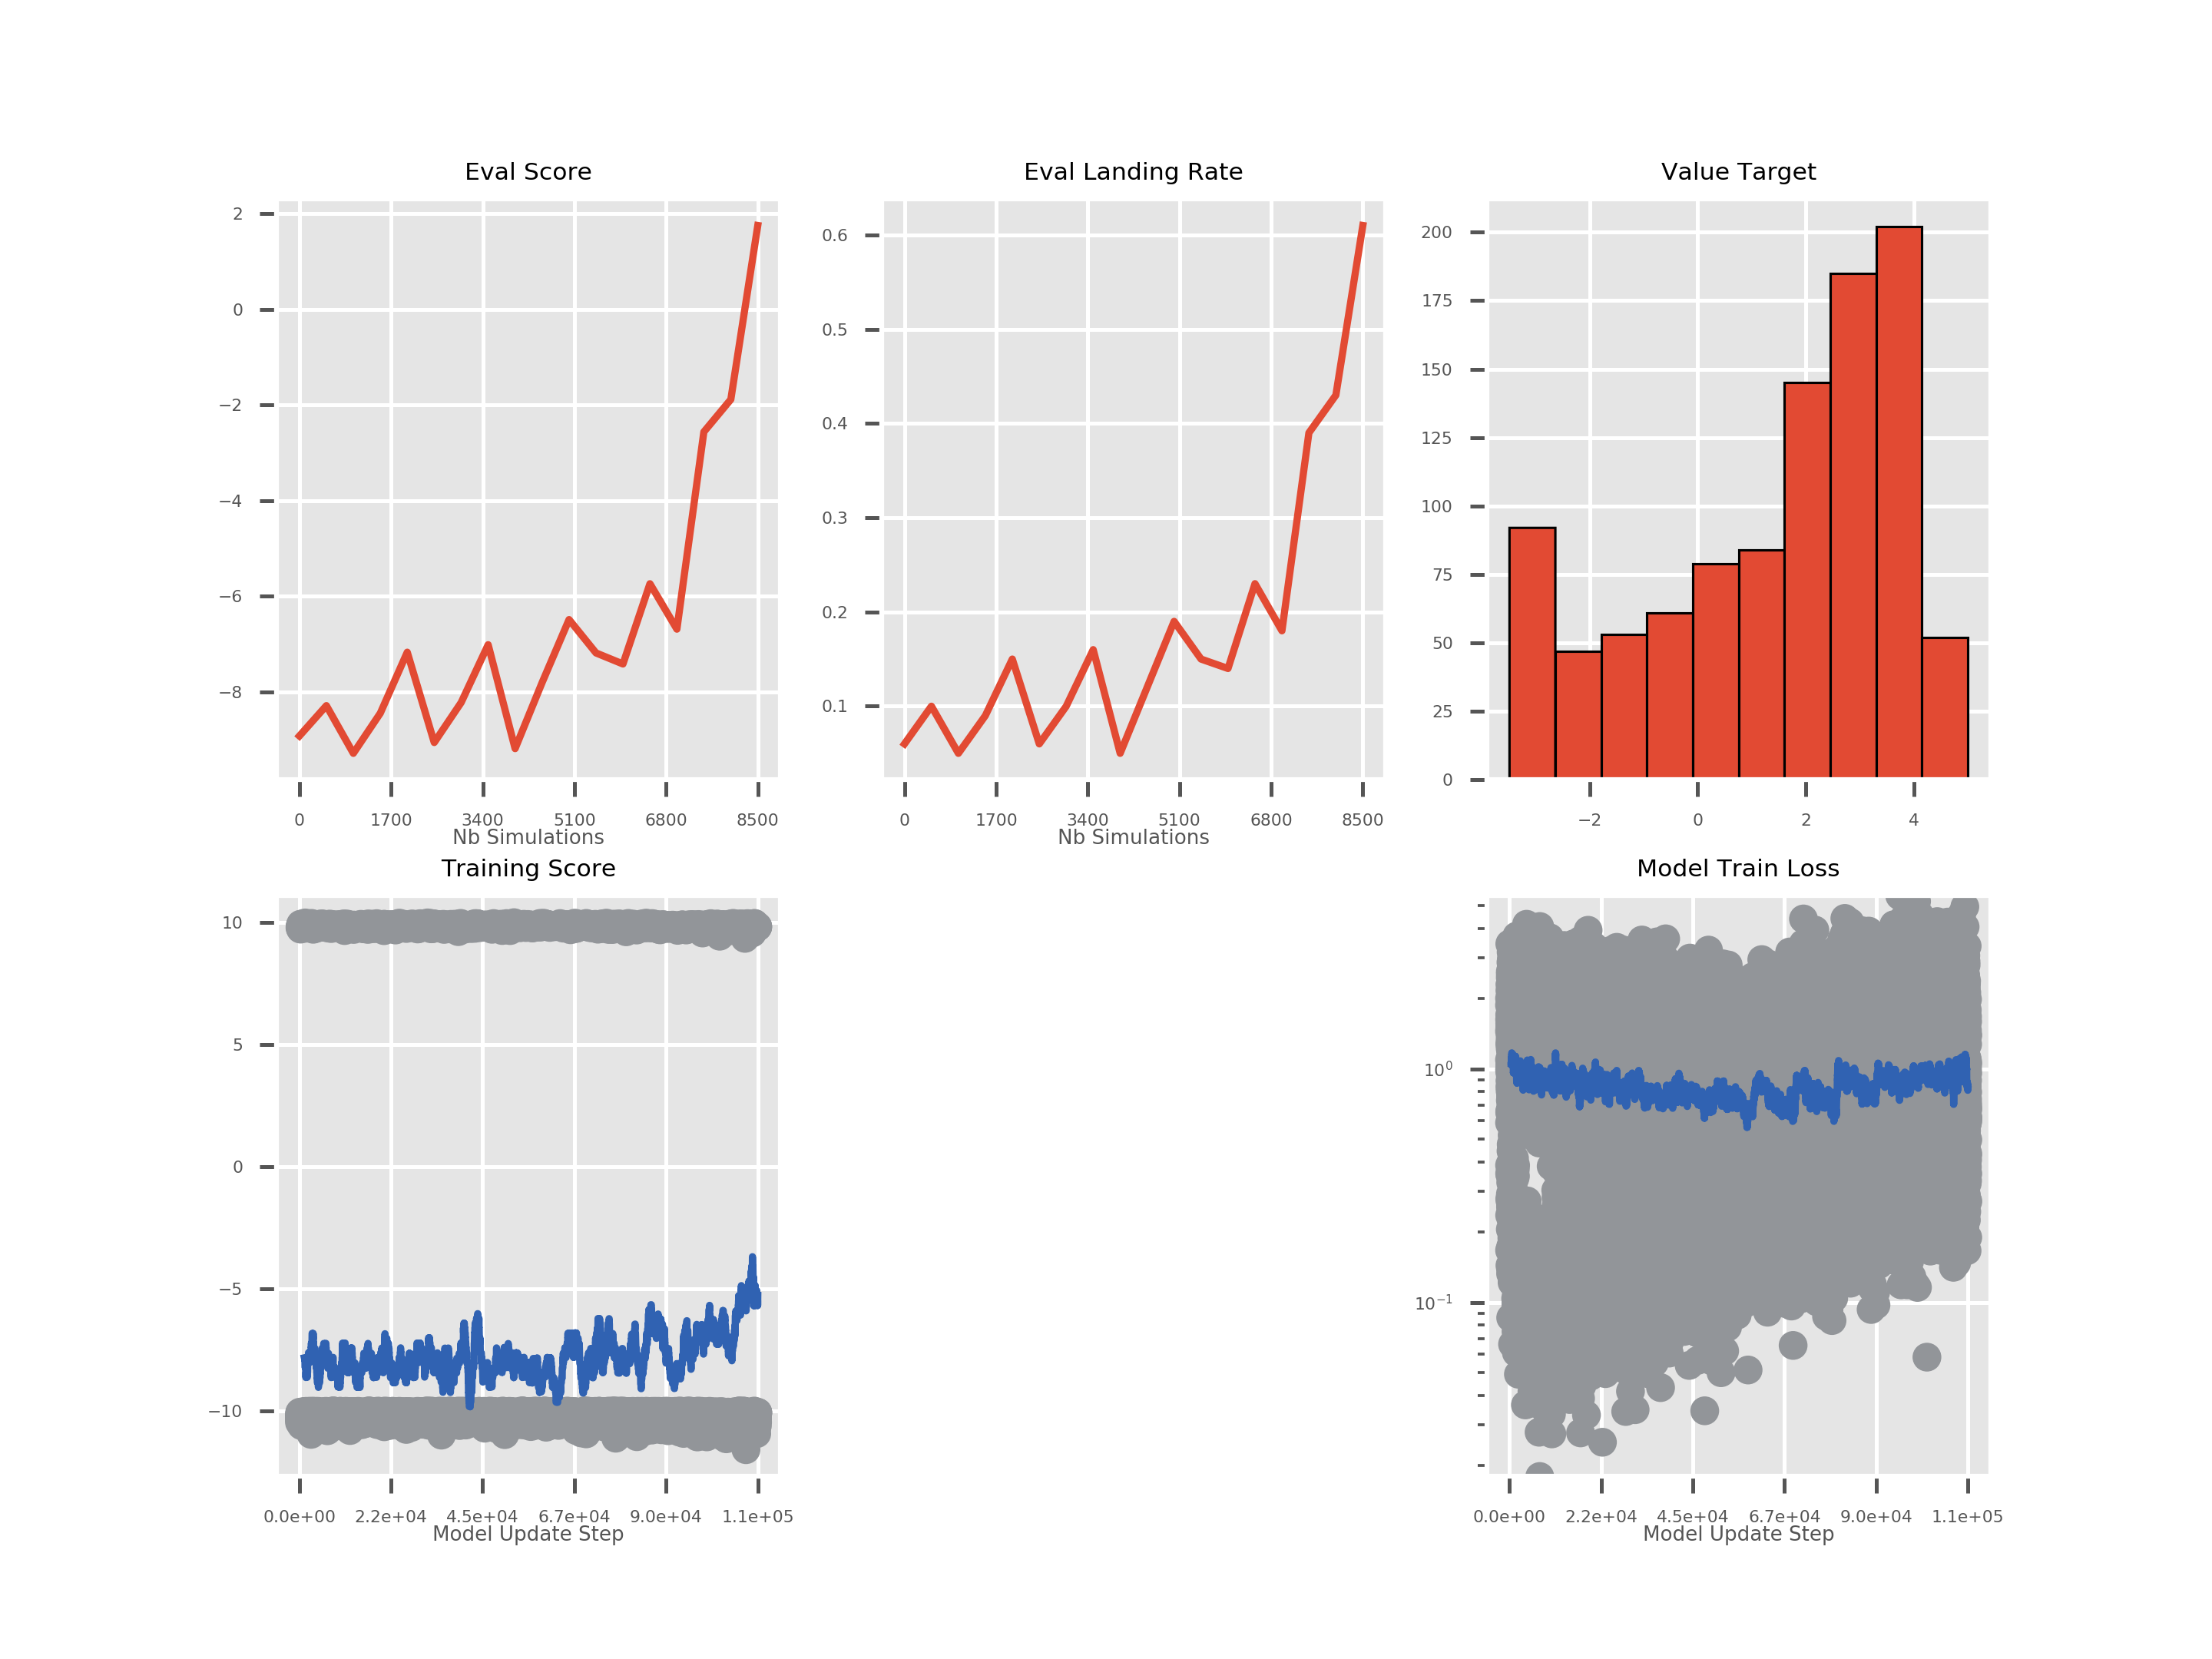 Eval Score
2
0
−2
−4
−6
−8
0 1700 3400 5100 6800 8500
Nb Simulations
Eval Landing Rate
0.6
0.5
0.4
0.3
0.2
0.1
0 1700 3400 5100 6800 8500
Nb Simulations
Value Target
200
175
150
125
100
75
50
25
0
−2 0 2 4
Training Score
10
5
0
−5
−10
0.0e+00 2.2e+04 4.5e+04 6.7e+04 9.0e+04 1.1e+05
Model Update Step
Model Train Loss
10⁰
10⁻¹
0.0e+00 2.2e+04 4.5e+04 6.7e+04 9.0e+04 1.1e+05
Model Update Step